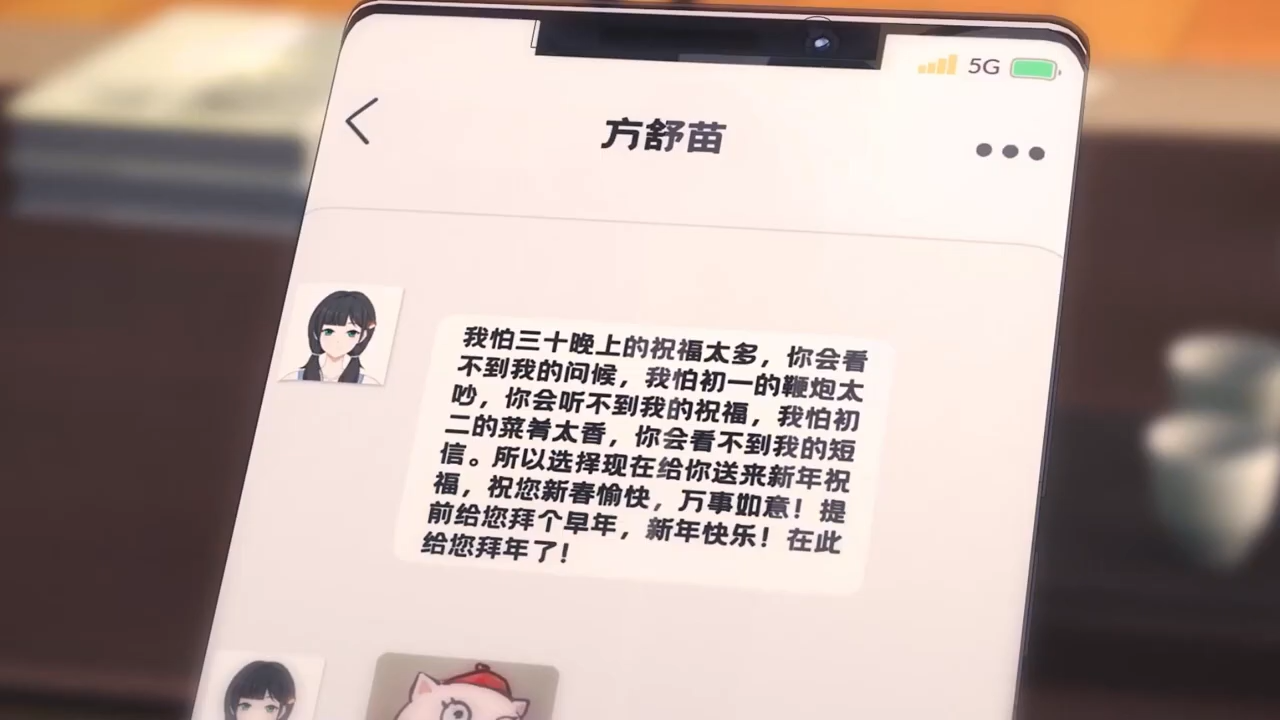 5G
方舒苗
我怕三十晚上的祝福太多，你会看
不到我的问候，我怕初一的鞭炮太
吵，你会听不到我的祝福，我怕初
二的菜肴太香，你会看不到我的短
信。所以选择现在给你送来新年祝
福，祝您新春愉快，万事如意！提
前给您拜个早年，新年快乐！在此
给您拜年了！